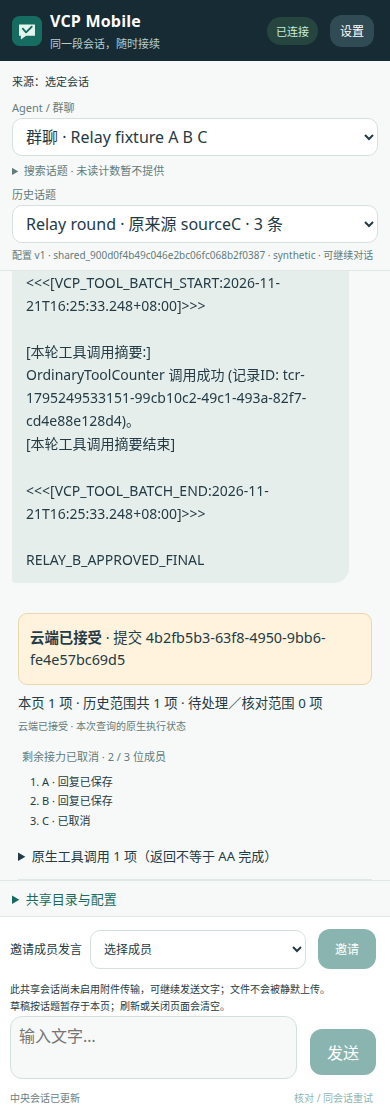 VCP Mobile
同一段会话，随时接续
已连接
设置
来源：选定会话
Agent / 群聊
群聊 · Relay fixture A B C
▶ 搜索话题 · 未读计数暂不提供
历史话题
Relay round · 原来源 sourceC · 3 条
配置 v1 · shared_900d0f4b49c046e2bc06fc068b2f0387 · synthetic · 可继续对话
<<<[VCP_TOOL_BATCH_START:2026-11-
21T16:25:33.248+08:00]>>>
[本轮工具调用摘要:]
OrdinaryToolCounter 调用成功 (记录ID: tcr-
1795249533151-99cb10c2-49c1-493a-82f7-
cd4e88e128d4)。
[本轮工具调用摘要结束]
<<<[VCP_TOOL_BATCH_END:2026-11-
21T16:25:33.248+08:00]>>>
RELAY_B_APPROVED_FINAL
云端已接受 · 提交 4b2fb5b3-63f8-4950-9bb6-
fe4e57bc69d5
本页 1 项 · 历史范围共 1 项 · 待处理／核对范围 0 项
云端已接受 · 本次查询的原生执行状态
剩余接力已取消 · 2 / 3 位成员
1. A · 回复已保存
2. B · 回复已保存
3. C · 已取消
▶ 原生工具调用 1 项（返回不等于 AA 完成）
▶ 共享目录与配置
邀请成员发言
选择成员
邀请
此共享会话尚未启用附件传输，可继续发送文字；文件不会被静默上传。
草稿按话题暂存于本页；刷新或关闭页面会清空。
输入文字...
发送
中央会话已更新
核对 / 同会话重试